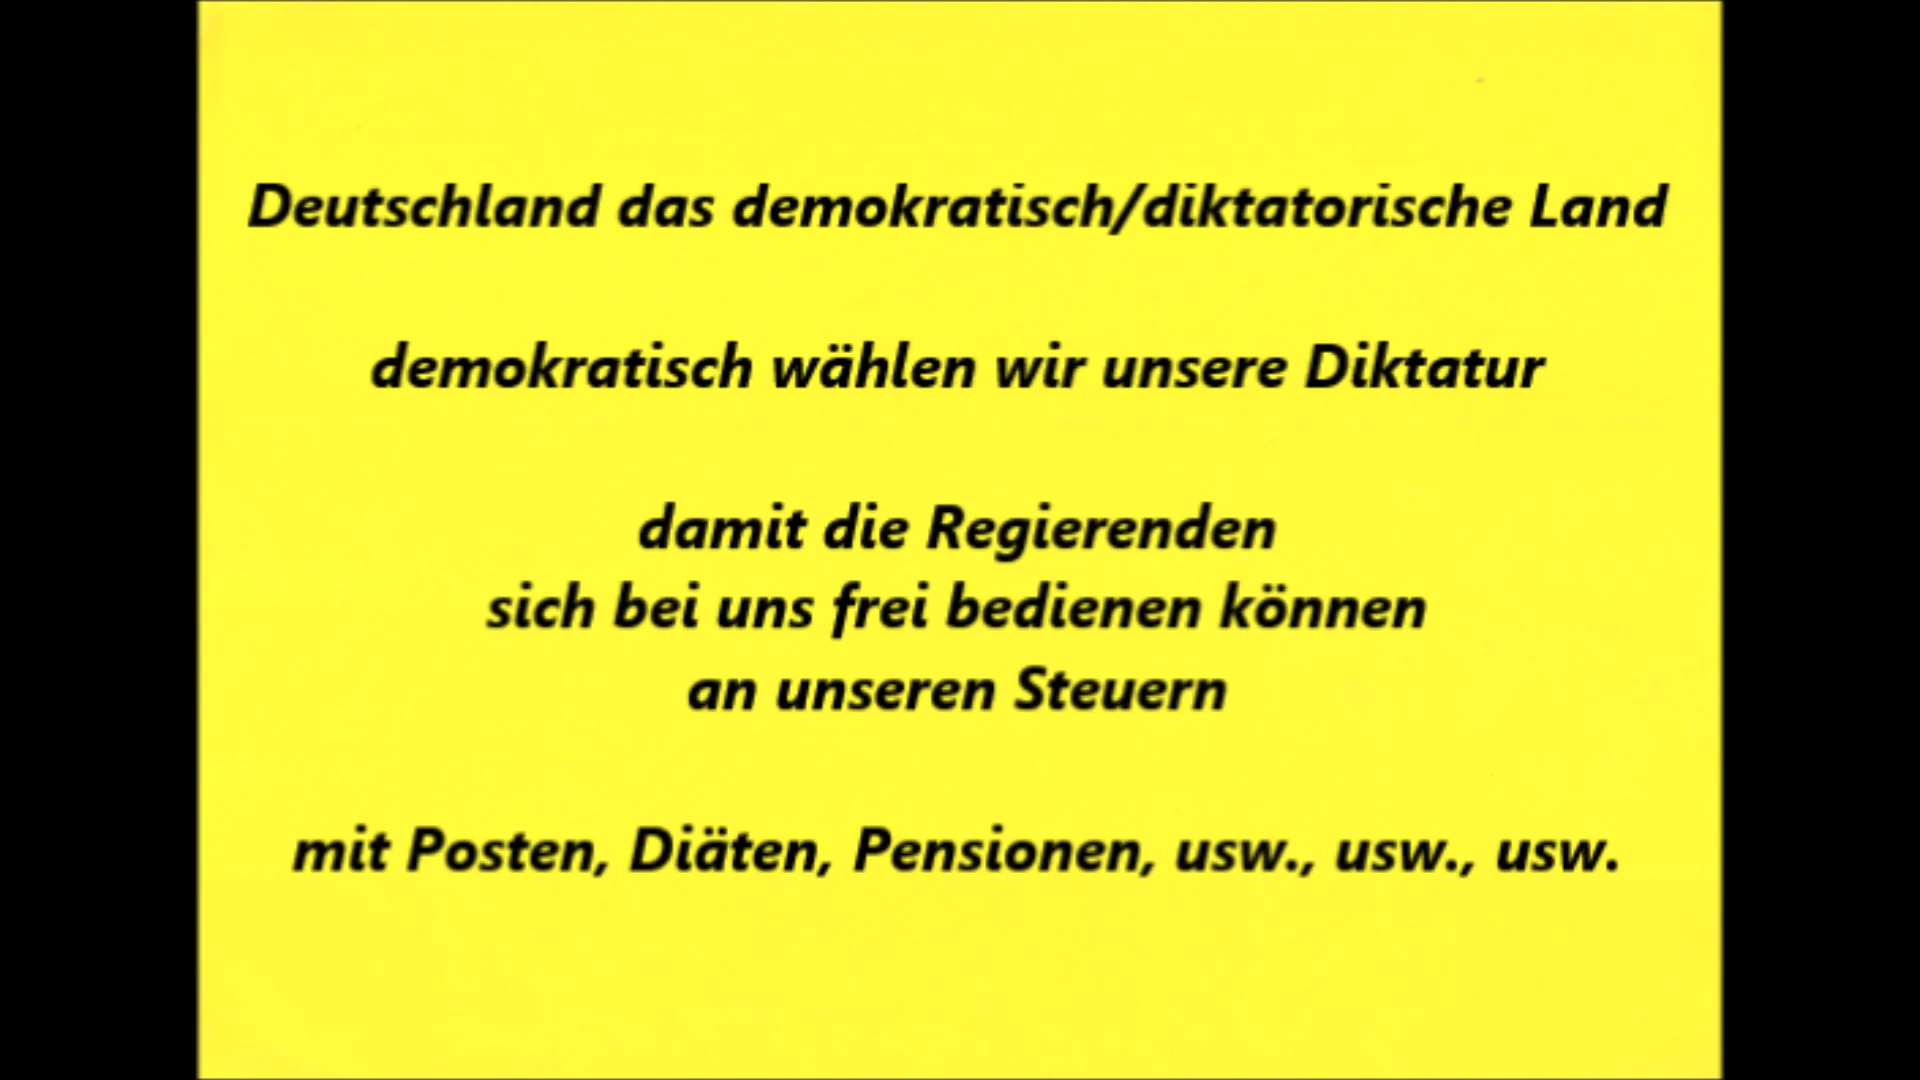 Deutschland das demokratisch/diktatorische Land
demokratisch wählen wir unsere Diktatur
damit die Regierenden
sich bei uns frei bedienen können
an unseren Steuern
mit Posten, Diäten, Pensionen, usw., usw., usw.